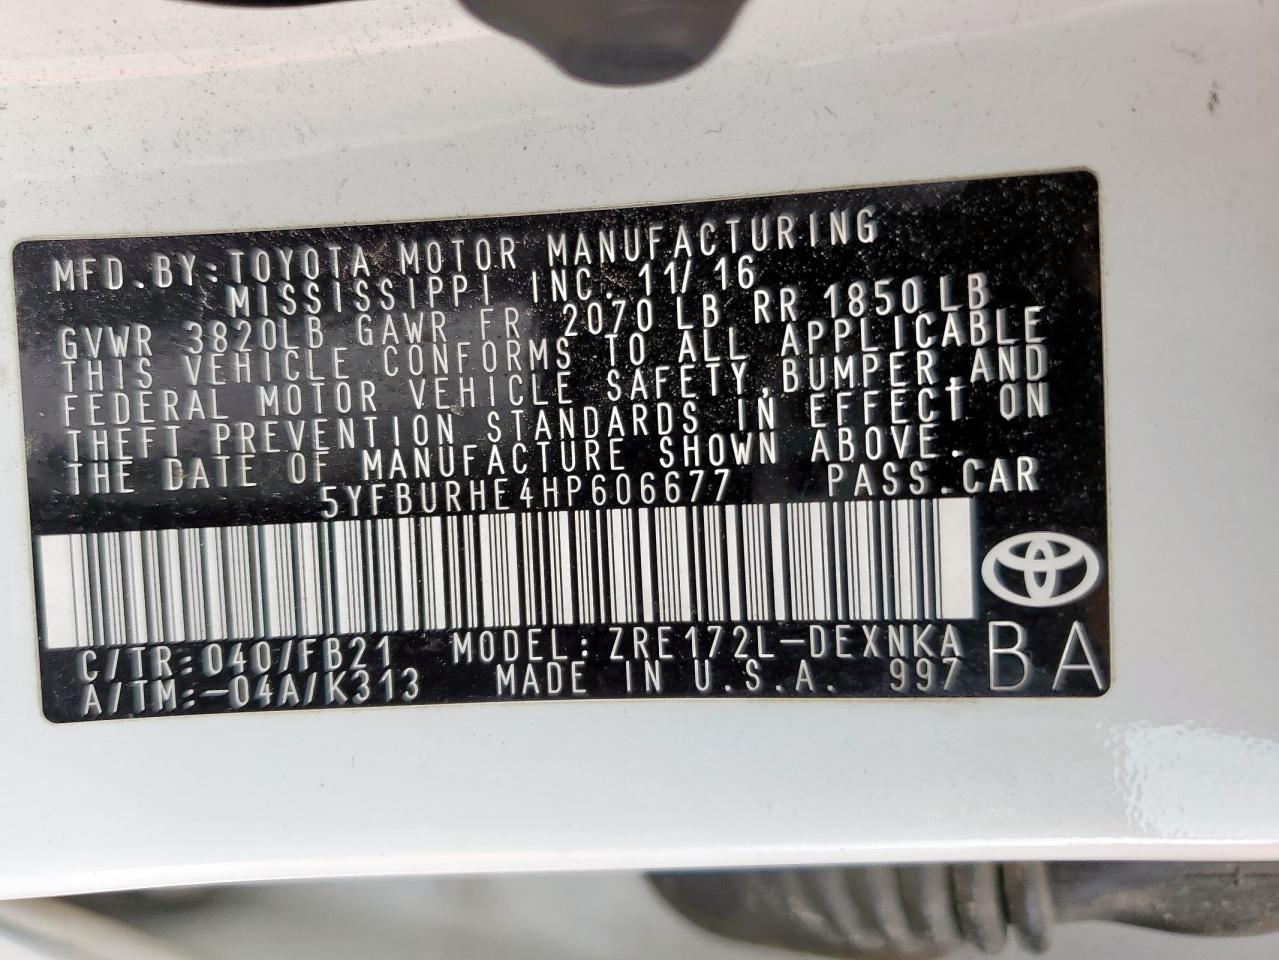 MFD.BY:TOYOTA MOTOR MANUFACTURING
MISSISSIPPI INC. 11/16
GVWR 3820LB GAWR FR 2070 LB RR 1850LB
THIS VEHICLE CONFORMS TO ALL APPLICABLE
FEDERAL MOTOR VEHICLE SAFETY,BUMPER,AND
THEFT PREVENTION STANDARDS IN EFFECT ON
THE DATE OF MANUFACTURE SHOWN ABOVE.
5YFBURHE4HP606677 PASS.CAR
C/TR:040/FB21 MODEL:ZRE172L-DEXNKA
A/TM:-04A/K313 MADE IN U.S.A. 997 BA